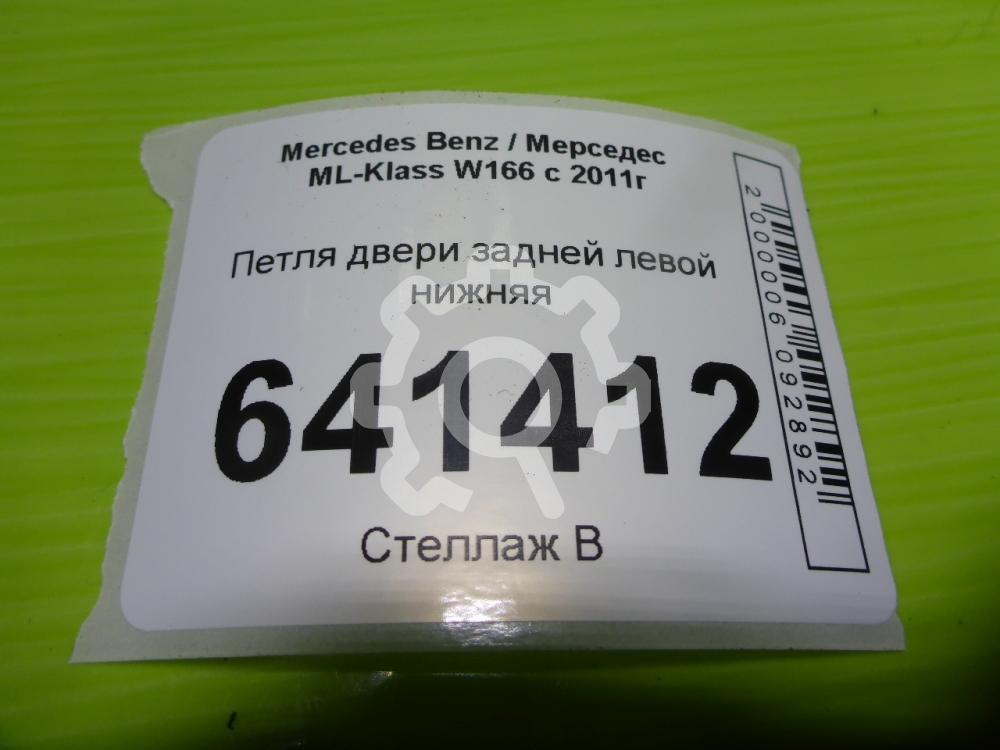 Mercedes Benz / Мерседес
ML-Klass W166 с 2011г
Петля двери задней левой
нижняя
641412
Стеллаж В
2000006092892